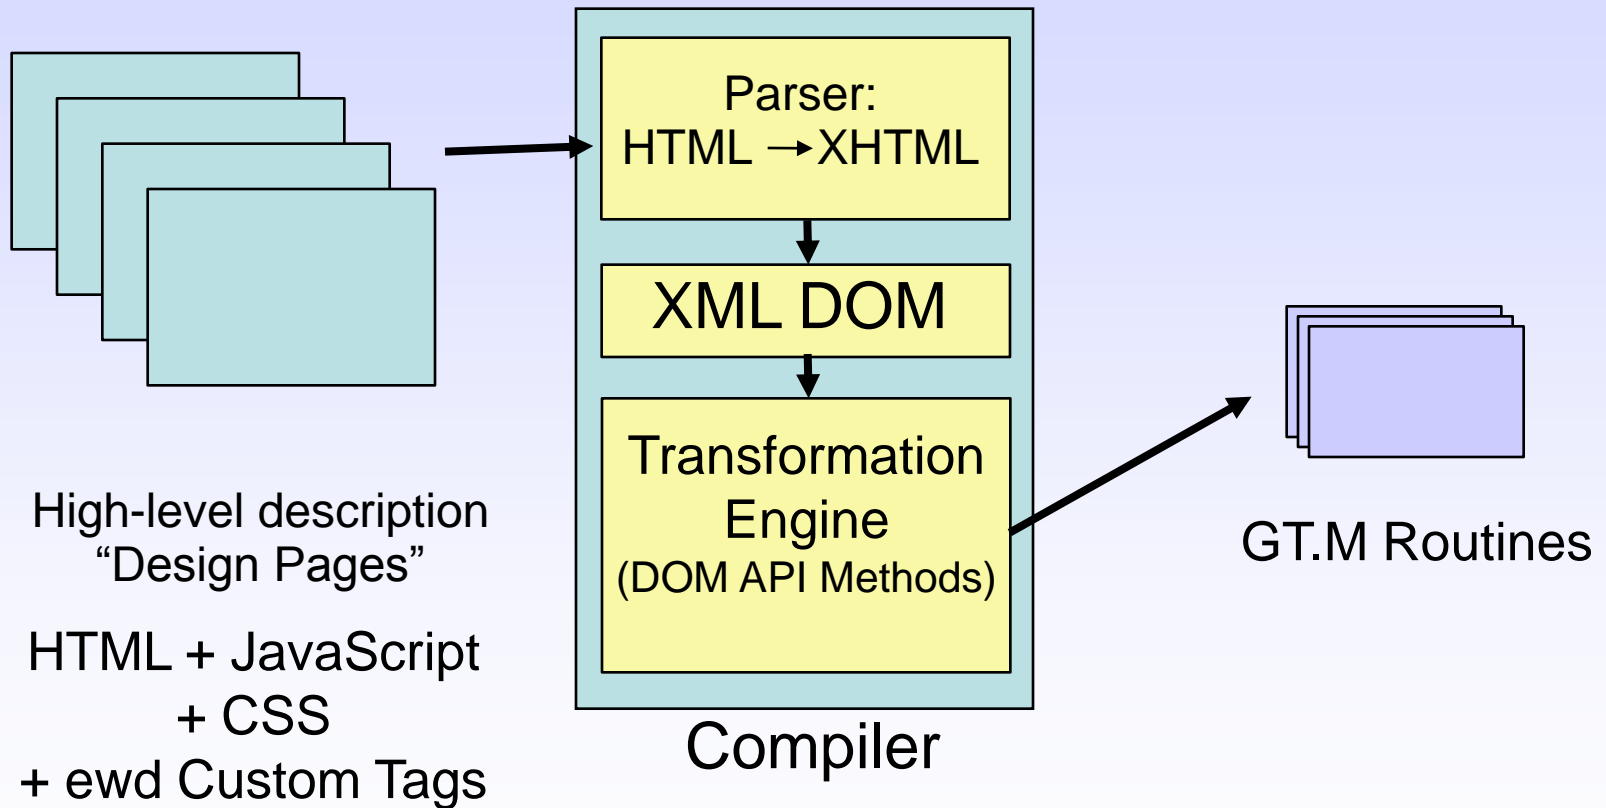 High-level description
“Design Pages”
HTML + JavaScript
+ CSS
+ ewd Custom Tags
Parser:
HTML → XHTML
XML DOM
Transformation
Engine
(DOM API Methods)
Compiler
GT.M Routines